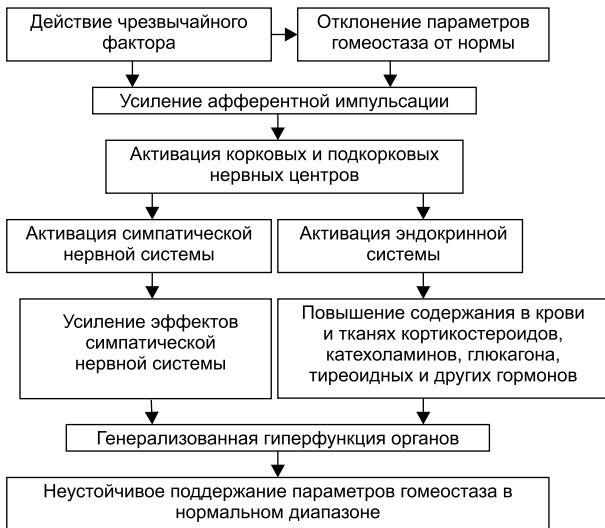 Действие чрезвычайного
фактора
Отклонение параметров
гомеостаза от нормы
Усиление афферентной импульсации
Активация корковых и подкорковых
нервных центров
Активация симпатической
нервной системы
Активация эндокринной
системы
Усиление эффектов
симпатической
нервной системы
Повышение содержания в крови
и тканях кортикостероидов,
катехоламинов, глюкагона,
тиреоидных и других гормонов
Генерализованная гиперфункция органов
Неустойчивое поддержание параметров гомеостаза в
нормальном диапазоне